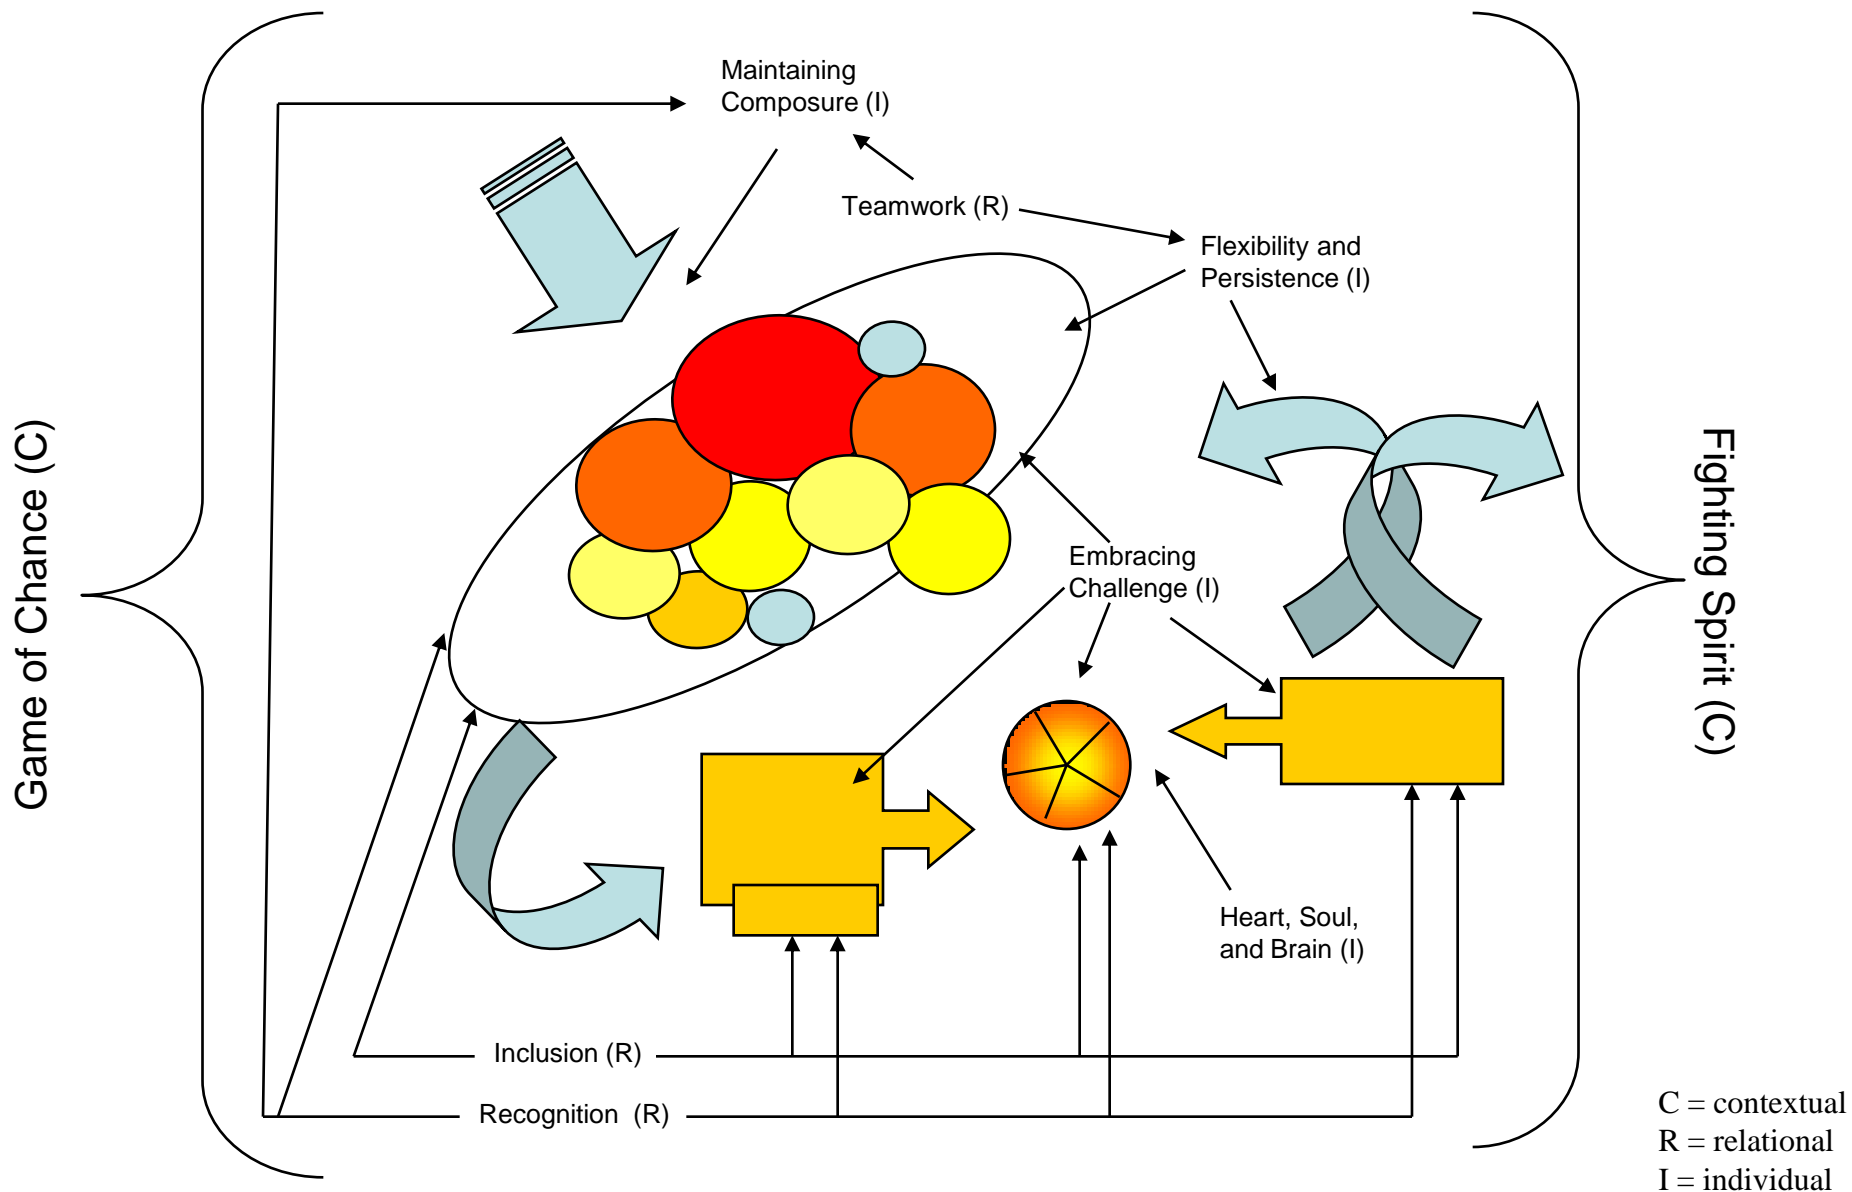 Maintaining
Composure (I)
Teamwork (R)
Flexibility and
Persistence (I)
Game of Chance (C)
Fighting Spirit (C)
Embracing
Challenge (I)
Heart, Soul,
and Brain (I)
Inclusion (R)
Recognition  (R)
C = contextual
R = relational
I = individual